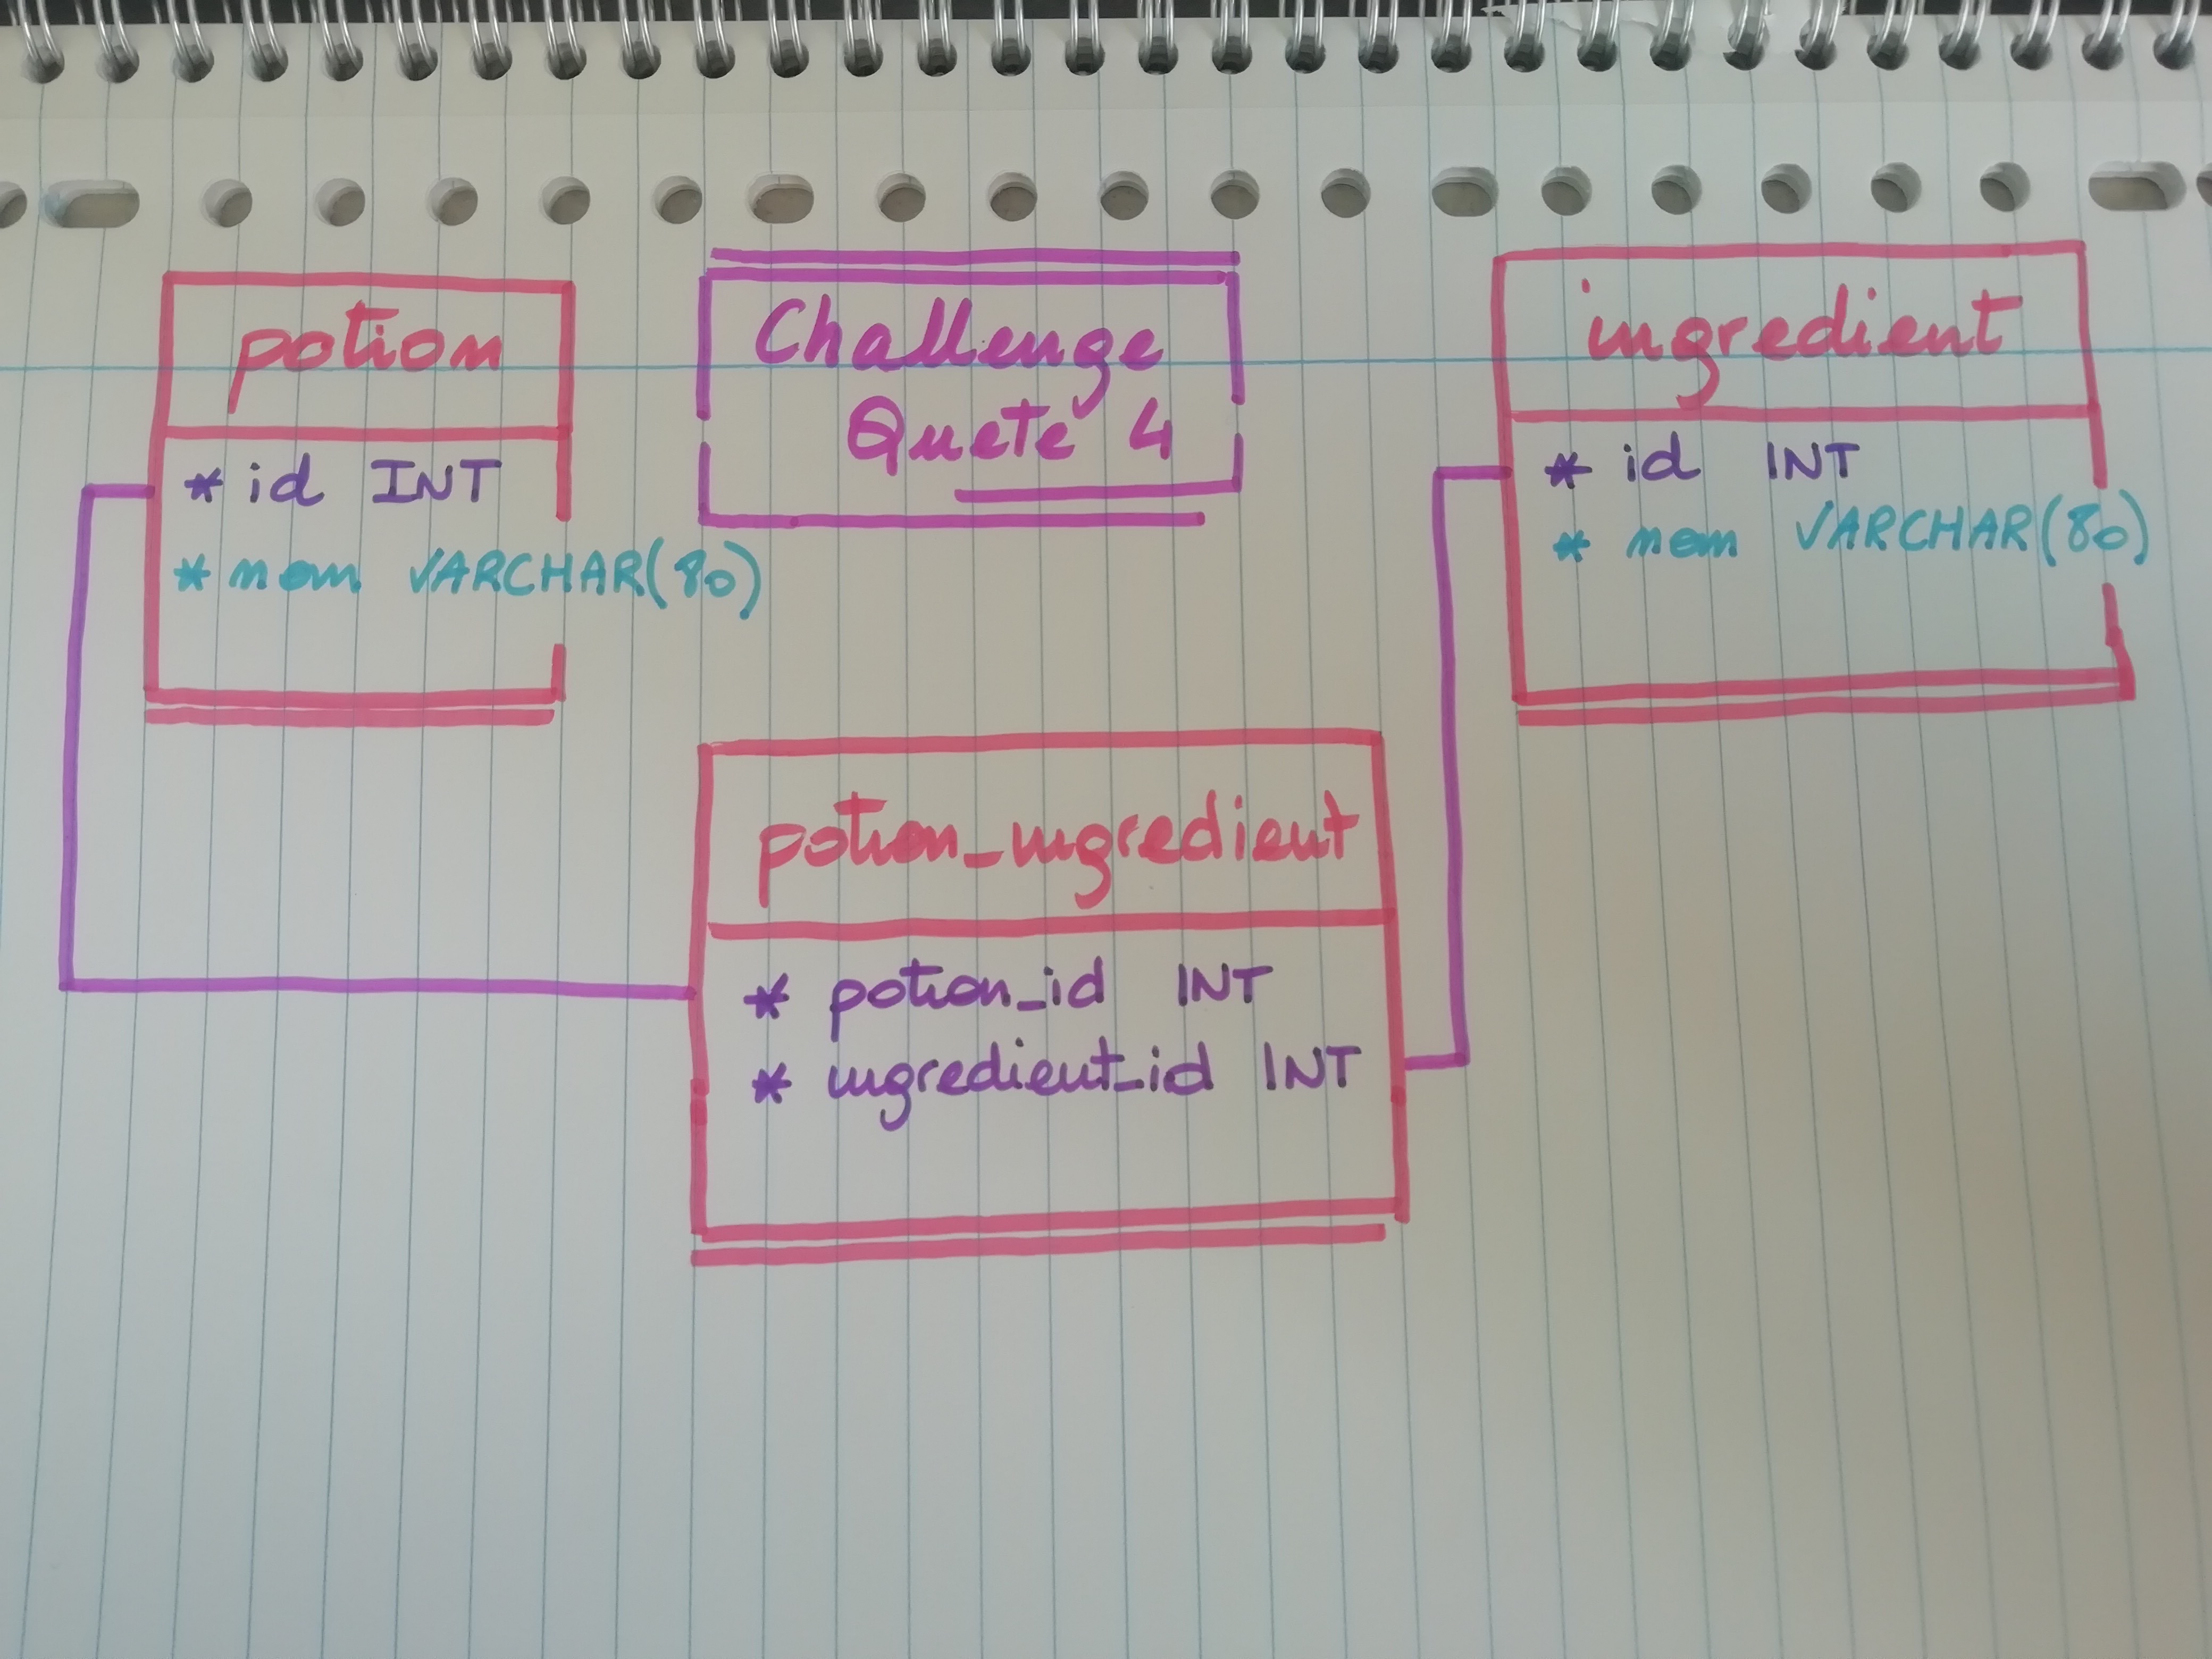 potion
* id INT
* nom VARCHAR(80)
Challenge
Quete 4
ingredient
* id INT
* nom VARCHAR(80)
potion_ingredient
* potion_id INT
* ingredient_id INT